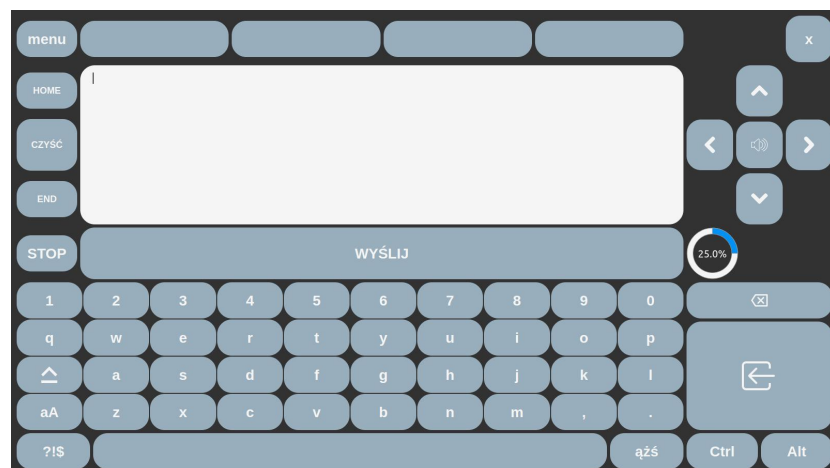 menu x
HOME
CZYŚĆ
END
STOP WYŚLIJ 25.0%
1 2 3 4 5 6 7 8 9 0
q w e r t y u i o p
a s d f g h j k l
aA z x c v b n m , .
?!$ ążś Ctrl Alt